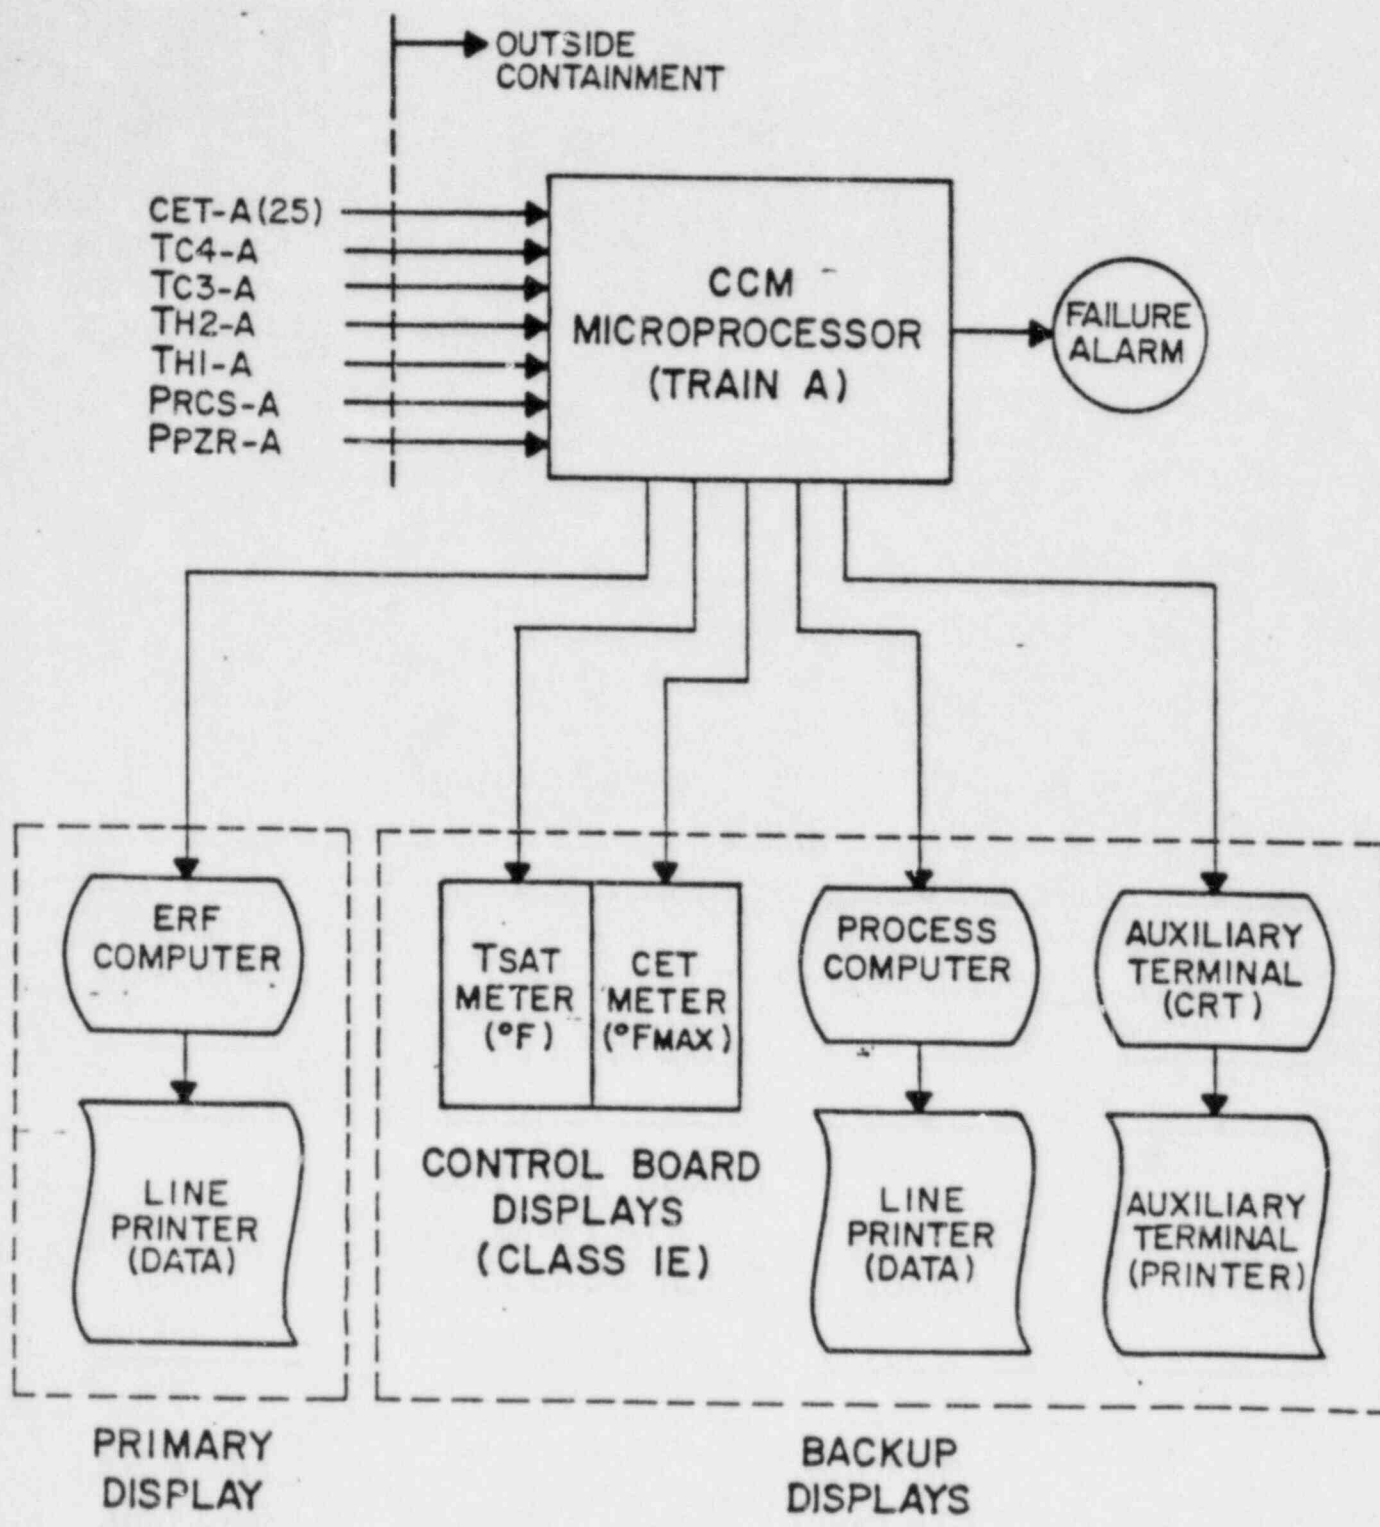 OUTSIDE
CONTAINMENT
CET-A(25)
TC4-A
TC3-A
TH2-A
TH1-A
PRCS-A
PPZR-A
CCM
MICROPROCESSOR
(TRAIN A)
FAILURE
ALARM
ERF
COMPUTER
LINE
PRINTER
(DATA)
TSAT
METER
(°F)
CET
METER
(°FMAX)
CONTROL BOARD
DISPLAYS
(CLASS IE)
PROCESS
COMPUTER
LINE
PRINTER
(DATA)
AUXILIARY
TERMINAL
(CRT)
AUXILIARY
TERMINAL
(PRINTER)
PRIMARY
DISPLAY
BACKUP
DISPLAYS